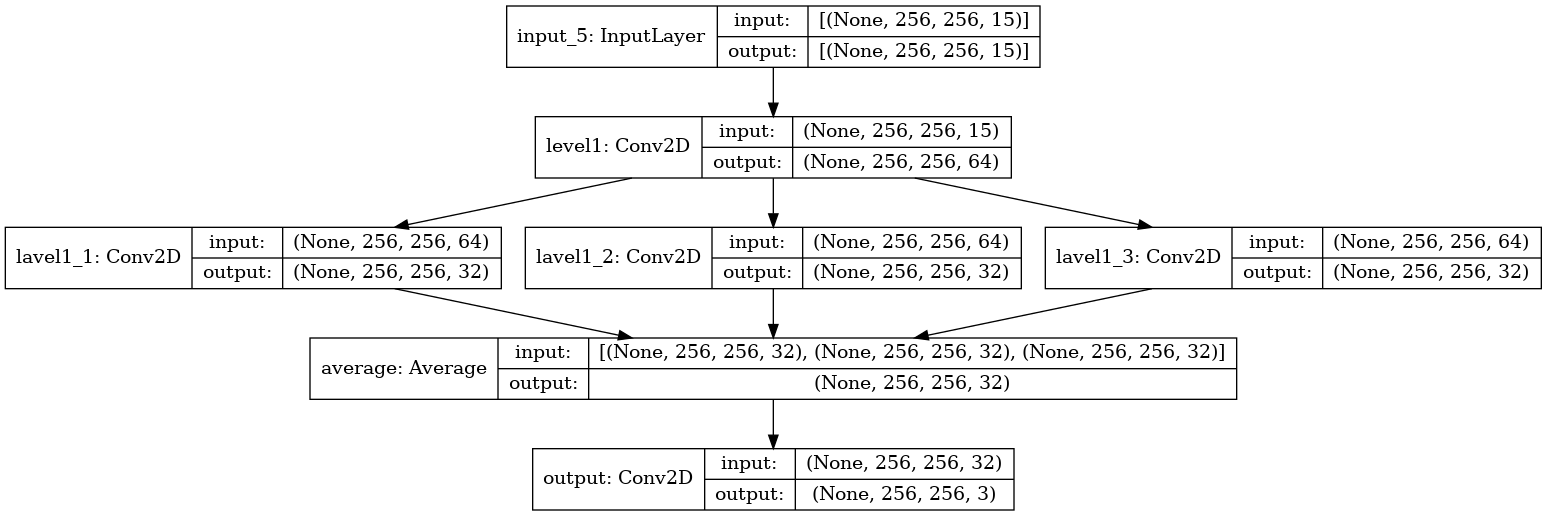 input_5: InputLayer
input: [(None, 256, 256, 15)]
output: [(None, 256, 256, 15)]
level1: Conv2D
input: (None, 256, 256, 15)
output: (None, 256, 256, 64)
lavel1_1: Conv2D
input: (None, 256, 256, 64)
output: (None, 256, 256, 32)
lavel1_2: Conv2D
input: (None, 256, 256, 64)
output: (None, 256, 256, 32)
lavel1_3: Conv2D
input: (None, 256, 256, 64)
output: (None, 256, 256, 32)
average: Average
input: [(None, 256, 256, 32), (None, 256, 256, 32), (None, 256, 256, 32)]
output: (None, 256, 256, 32)
output: Conv2D
input: (None, 256, 256, 32)
output: (None, 256, 256, 3)